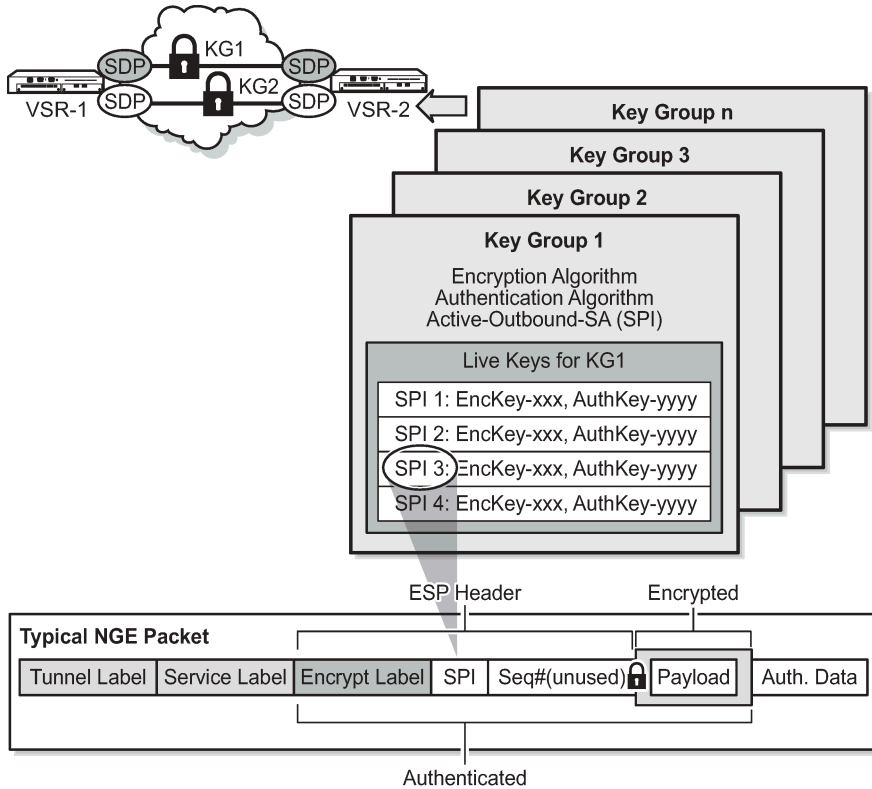 SDP
KG1
SDP
VSR-1
SDP
KG2
SDP
VSR-2
Key Group n
Key Group 3
Key Group 2
Key Group 1
Encryption Algorithm
Authentication Algorithm
Active-Outbound-SA (SPI)
Live Keys for KG1
SPI 1: EncKey-xxx, AuthKey-yyyy
SPI 2: EncKey-xxx, AuthKey-yyyy
SPI 3: EncKey-xxx, AuthKey-yyyy
SPI 4: EncKey-xxx, AuthKey-yyyy
ESP Header
Encrypted
Typical NGE Packet
Tunnel Label
Service Label
Encrypt Label
SPI
Seq#(unused)
Payload
Auth. Data
Authenticated